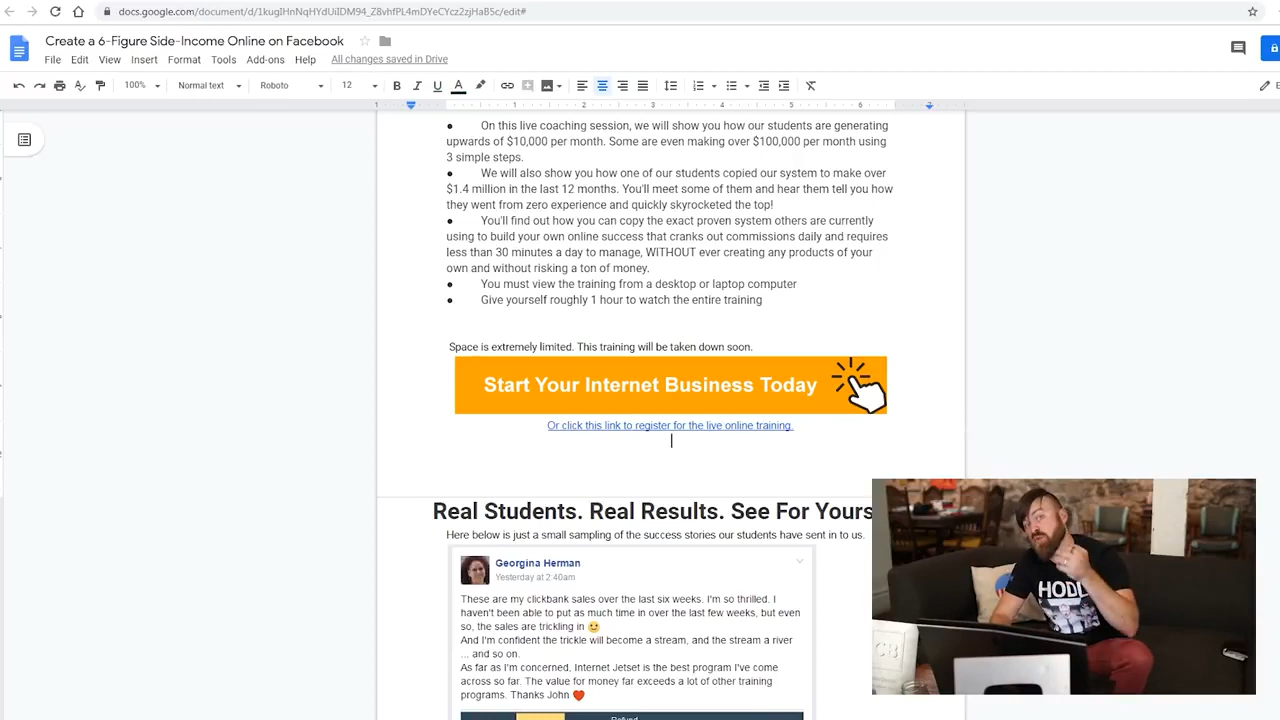 docs.google.com/document/d/1kugIHnNqHYdUiIDM94_Z8vhfPL4mDYeCYcz2zjHaB5c/edit#
Create a 6-Figure Side-Income Online on Facebook
File Edit View Insert Format Tools Add-ons Help All changes saved in Drive
100% Normal text Roboto 12 B I U A
1 1 2 3 4 5 6 7
● On this live coaching session, we will show you how our students are generating
upwards of $10,000 per month. Some are even making over $100,000 per month using
3 simple steps.
● We will also show you how one of our students copied our system to make over
$1.4 million in the last 12 months. You'll meet some of them and hear them tell you how
they went from zero experience and quickly skyrocketed the top!
● You'll find out how you can copy the exact proven system others are currently
using to build your own online success that cranks out commissions daily and requires
less than 30 minutes a day to manage, WITHOUT ever creating any products of your
own and without risking a ton of money.
● You must view the training from a desktop or laptop computer
● Give yourself roughly 1 hour to watch the entire training
Space is extremely limited. This training will be taken down soon.
Start Your Internet Business Today
Or click this link to register for the live online training.
Real Students. Real Results. See For Yours
Here below is just a small sampling of the success stories our students have sent in to us.
Georgina Herman
Yesterday at 2:40am
These are my clickbank sales over the last six weeks. I'm so thrilled. I
haven't been able to put as much time in over the last few weeks, but even
so, the sales are trickling in
And I'm confident the trickle will become a stream, and the stream a river
... and so on.
As far as I'm concerned, Internet Jetset is the best program I've come
across so far. The value for money far exceeds a lot of other training
programs. Thanks John
Refund
HODL